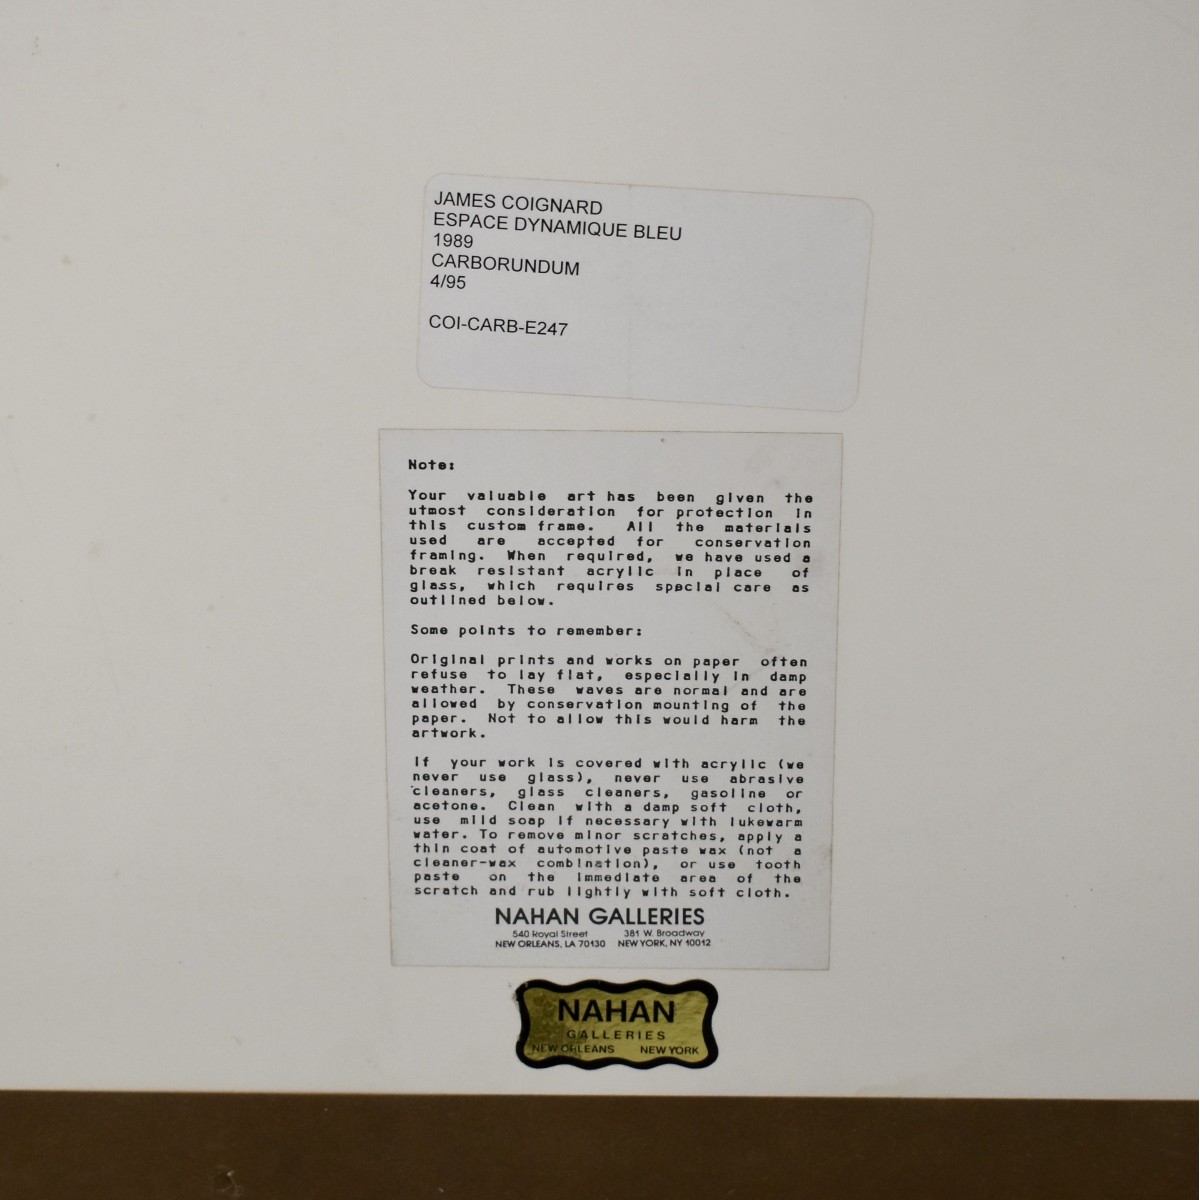 JAMES COIGNARD
ESPACE DYNAMIQUE BLEU
1989
CARBORUNDUM
4/95
COI-CARB-E247
Note:
Your valuable art has been given the
utmost consideration for protection in
this custom frame. All the materials
used are accepted for conservation
framing. When required, we have used a
break resistant acrylic in place of
glass, which requires special care as
outlined below.
Some points to remember:
Original prints and works on paper often
refuse to lay flat, especially in damp
weather. These waves are normal and are
allowed by conservation mounting of the
paper. Not to allow this would harm the
artwork.
If your work is covered with acrylic (we
never use glass), never use abrasive
cleaners, glass cleaners, gasoline or
acetone. Clean with a damp soft cloth,
use mild soap if necessary with lukewarm
water. To remove minor scratches, apply a
thin coat of automotive paste wax (not a
cleaner-wax combination), or use tooth
paste on the immediate area of the
scratch and rub lightly with soft cloth.
NAHAN GALLERIES
540 Royal Street 381 W. Broadway
NEW ORLEANS, LA 70130 NEW YORK, NY 10012
NAHAN
GALLERIES
NEW ORLEANS NEW YORK